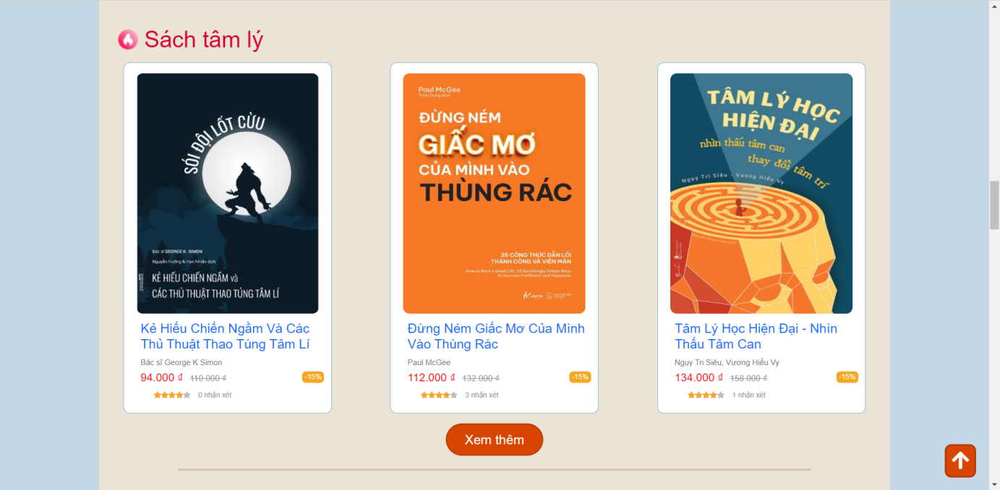 Sách tâm lý
SÓI ĐỘI LỐT CỪU
Bác sĩ GEORGE K. SIMON
Nguyễn Hướng & Hạo Nhiên dịch
KẺ HIẾU CHIẾN NGẦM và
CÁC THỦ THUẬT THAO TÚNG TÂM LÍ
Kẻ Hiếu Chiến Ngầm Và Các
Thủ Thuật Thao Túng Tâm Lí
Bác sĩ George K Simon
94.000 ₫ 110.000 ₫ -15%
0 nhận xét
Paul McGee
Trịnh Dung dịch
ĐỪNG NÉM
GIẤC MƠ
CỦA MÌNH VÀO
THÙNG RÁC
35 CÔNG THỨC DẪN LỐI
THÀNH CÔNG VÀ VIÊN MÃN
How to Have a Great Life: 35 Surprisingly Simple Ways
to Success, Fulfillment and Happiness
Đừng Ném Giấc Mơ Của Mình
Vào Thùng Rác
Paul McGee
112.000 ₫ 132.000 ₫ -15%
3 nhận xét
TÂM LÝ HỌC
HIỆN ĐẠI
nhìn thấu tâm can
thay đổi tâm trí
Ngụy Tri Siêu - Vương Hiểu Vy
Tâm Lý Học Hiện Đại - Nhìn
Thấu Tâm Can
Ngụy Tri Siêu, Vương Hiểu Vy
134.000 ₫ 158.000 ₫ -15%
1 nhận xét
Xem thêm